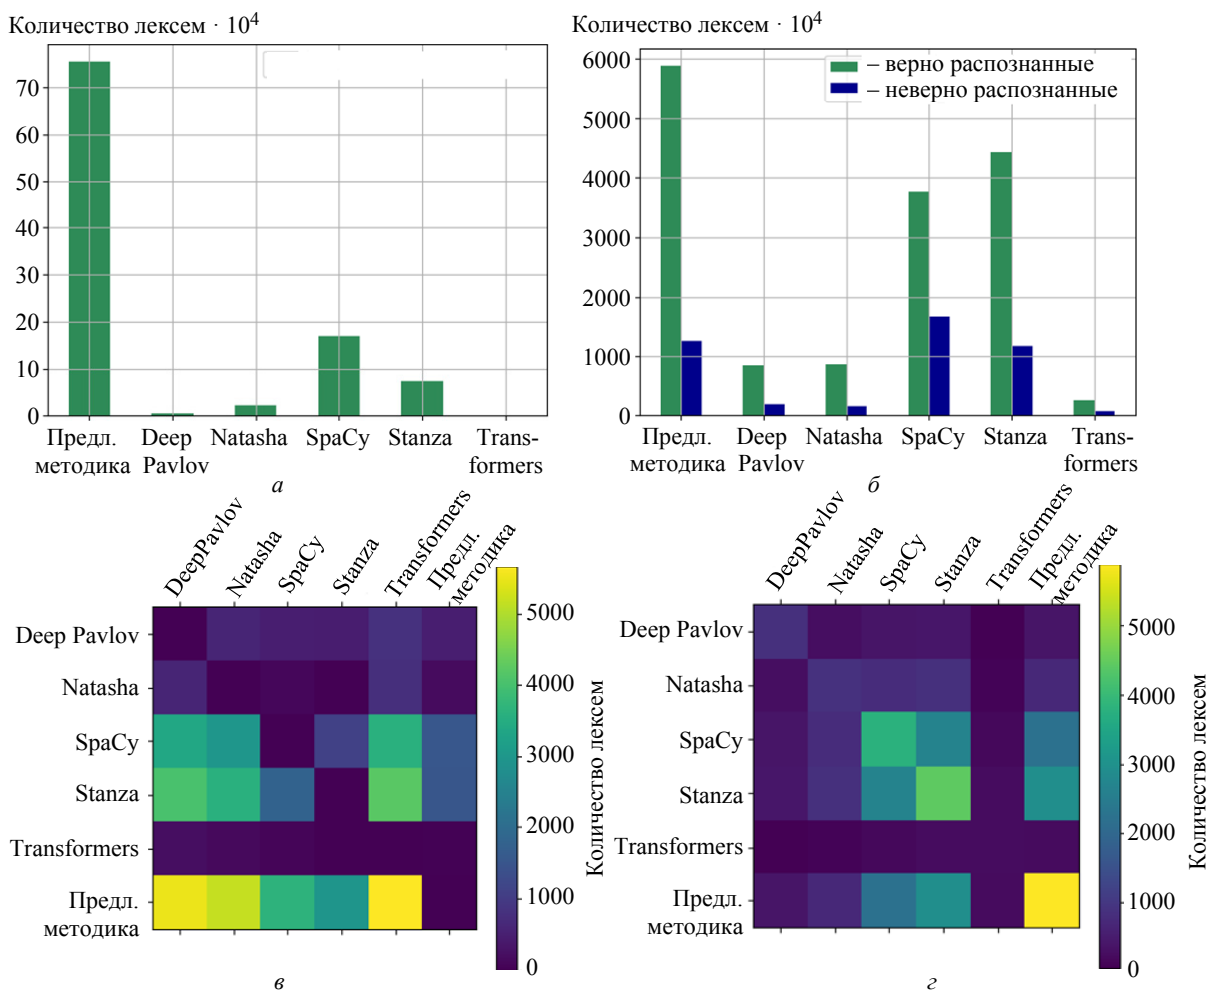 Количество лексем · 10⁴
70
60
50
40
30
20
10
0
Предл. методика
Deep Pavlov
Natasha
SpaCy
Stanza
Trans-
formers
а
Количество лексем · 10⁴
– верно распознанные
– неверно распознанные
6000
5000
4000
3000
2000
1000
0
Предл. методика
Deep Pavlov
Natasha
SpaCy
Stanza
Trans-
formers
б
DeepPavlov
Natasha
SpaCy
Stanza
Transformers
Предл.
методика
Deep Pavlov
Natasha
SpaCy
Stanza
Transformers
Предл.
методика
5000
4000
3000
2000
1000
0
Количество лексем
в
DeepPavlov
Natasha
SpaCy
Stanza
Transformers
Предл.
методика
Deep Pavlov
Natasha
SpaCy
Stanza
Transformers
Предл.
методика
5000
4000
3000
2000
1000
0
Количество лексем
г